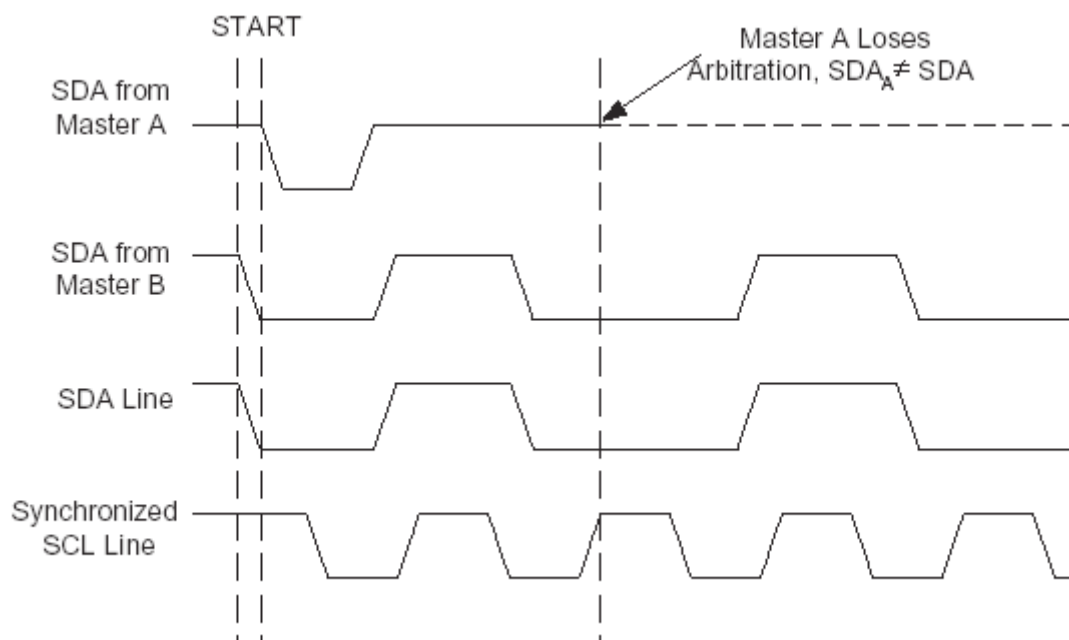 START
Master A Loses
Arbitration, SDA_A ≠ SDA
SDA from
Master A
SDA from
Master B
SDA Line
Synchronized
SCL Line